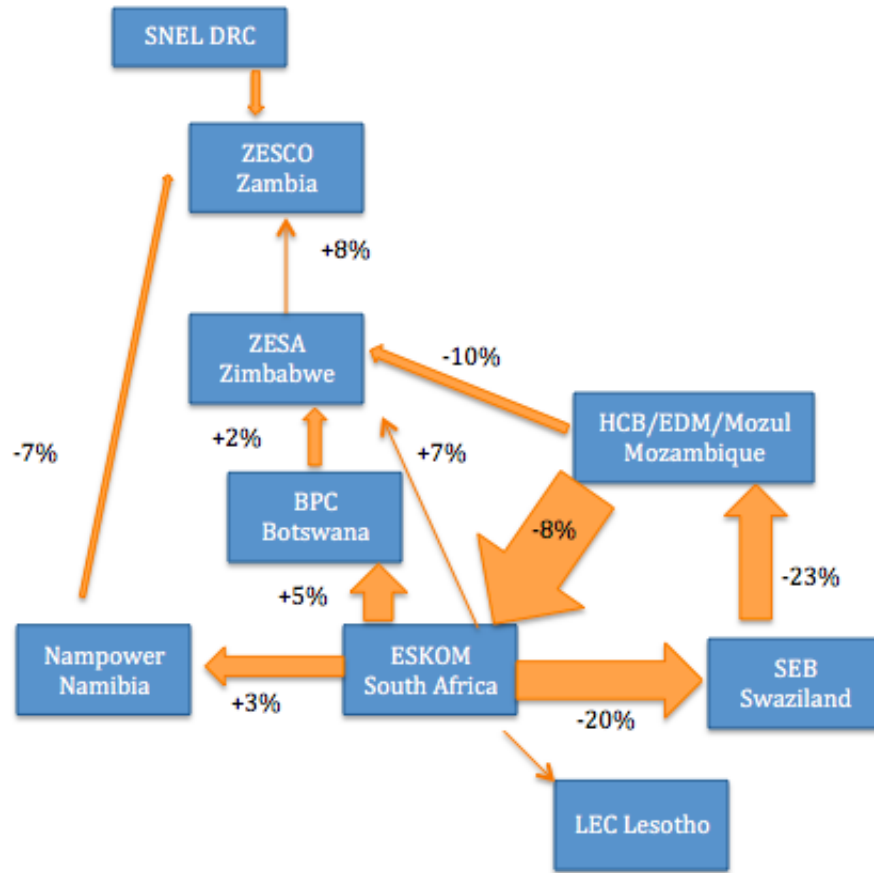 SNEL DRC
ZESCO
Zambia
+8%
ZESA
Zimbabwe
-10%
HCB/EDM/Mozul
Mozambique
-7%
+2%
+7%
BPC
Botswana
-8%
+5%
-23%
Nampower
Namibia
ESKOM
South Africa
SEB
Swaziland
+3%
-20%
LEC Lesotho